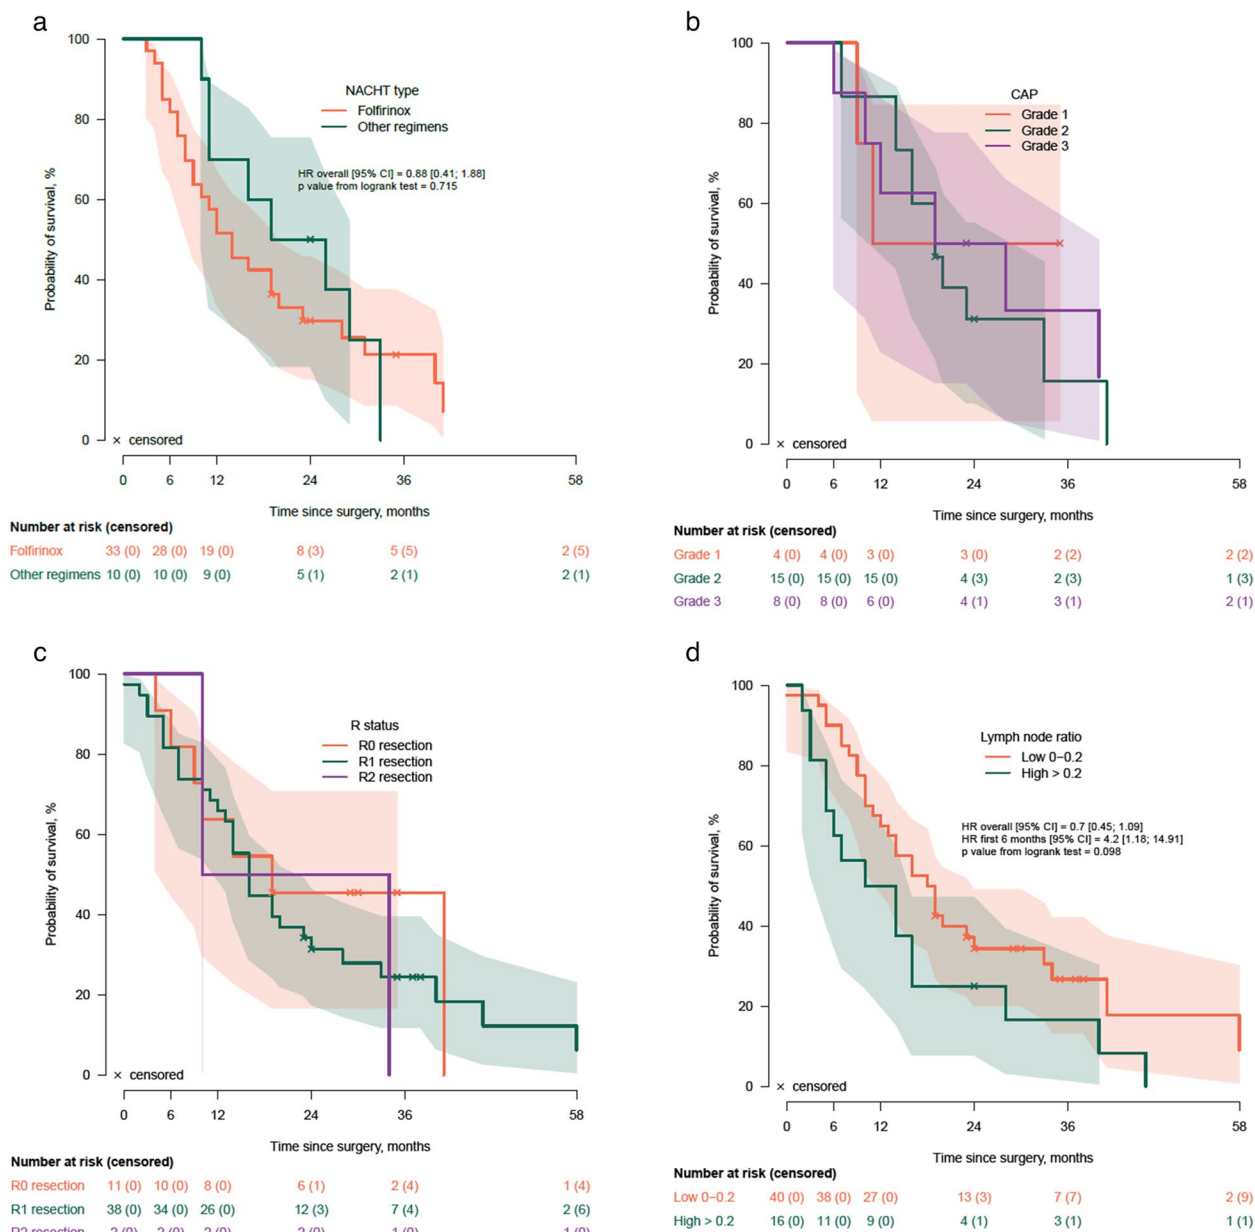 a
100
80
60
40
20
0
Probability of survival, %
NACHT type
Folfirinox
Other regimens
HR overall [95% CI] = 0.88 [0.41; 1.88]
p value from logrank test = 0.715
× censored
0 6 12 24 36 58
Time since surgery, months
Number at risk (censored)
Folfirinox 33 (0) 28 (0) 19 (0) 8 (3) 5 (5) 2 (5)
Other regimens 10 (0) 10 (0) 9 (0) 5 (1) 2 (1) 2 (1)
b
100
80
60
40
20
0
Probability of survival, %
CAP
Grade 1
Grade 2
Grade 3
× censored
0 6 12 24 36 58
Time since surgery, months
Number at risk (censored)
Grade 1 4 (0) 4 (0) 3 (0) 3 (0) 2 (2) 2 (2)
Grade 2 15 (0) 15 (0) 15 (0) 4 (3) 2 (3) 1 (3)
Grade 3 8 (0) 8 (0) 6 (0) 4 (1) 3 (1) 2 (1)
c
100
80
60
40
20
0
Probability of survival, %
R status
R0 resection
R1 resection
R2 resection
× censored
0 6 12 24 36 58
Time since surgery, months
Number at risk (censored)
R0 resection 11 (0) 10 (0) 8 (0) 6 (1) 2 (4) 1 (4)
R1 resection 38 (0) 34 (0) 26 (0) 12 (3) 7 (4) 2 (6)
R2 resection
d
100
80
60
40
20
0
Probability of survival, %
Lymph node ratio
Low 0−0.2
High > 0.2
HR overall [95% CI] = 0.7 [0.45; 1.09]
HR first 6 months [95% CI] = 4.2 [1.18; 14.91]
p value from logrank test = 0.098
× censored
0 6 12 24 36 58
Time since surgery, months
Number at risk (censored)
Low 0−0.2 40 (0) 38 (0) 27 (0) 13 (3) 7 (7) 2 (9)
High > 0.2 16 (0) 11 (0) 9 (0) 4 (1) 3 (1) 1 (1)